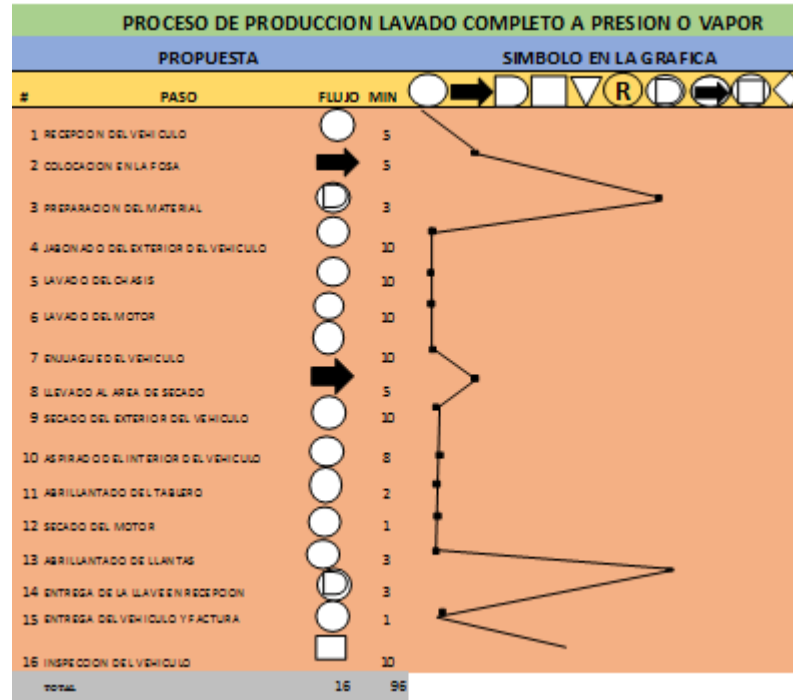 PROCESO DE PRODUCCION LAVADO COMPLETO A PRESION O VAPOR
PROPUESTA SIMBOLO EN LA GRAFICA
# PASO FLUJO MIN R
1 RECEPCION DEL VEHICULO 5
2 COLOCACION EN LA FOSA 5
3 PREPARACION DEL MATERIAL 3
4 JABONADO DEL EXTERIOR DEL VEHICULO 10
5 LAVADO DEL CHASIS 10
6 LAVADO DEL MOTOR 10
7 ENJUAGUE DEL VEHICULO 10
8 LLEVADO AL AREA DE SECADO 5
9 SECADO DEL EXTERIOR DEL VEHICULO 10
10 ASPIRADO DEL INTERIOR DEL VEHICULO 8
11 ABRILLANTADO DEL TABLERO 2
12 SECADO DEL MOTOR 1
13 ABRILLANTADO DE LLANTAS 3
14 ENTREGA DE LA LLAVE EN RECEPCION 3
15 ENTREGA DEL VEHICULO Y FACTURA 1
16 INSPECCION DEL VEHICULO 10
TOTAL 16 96